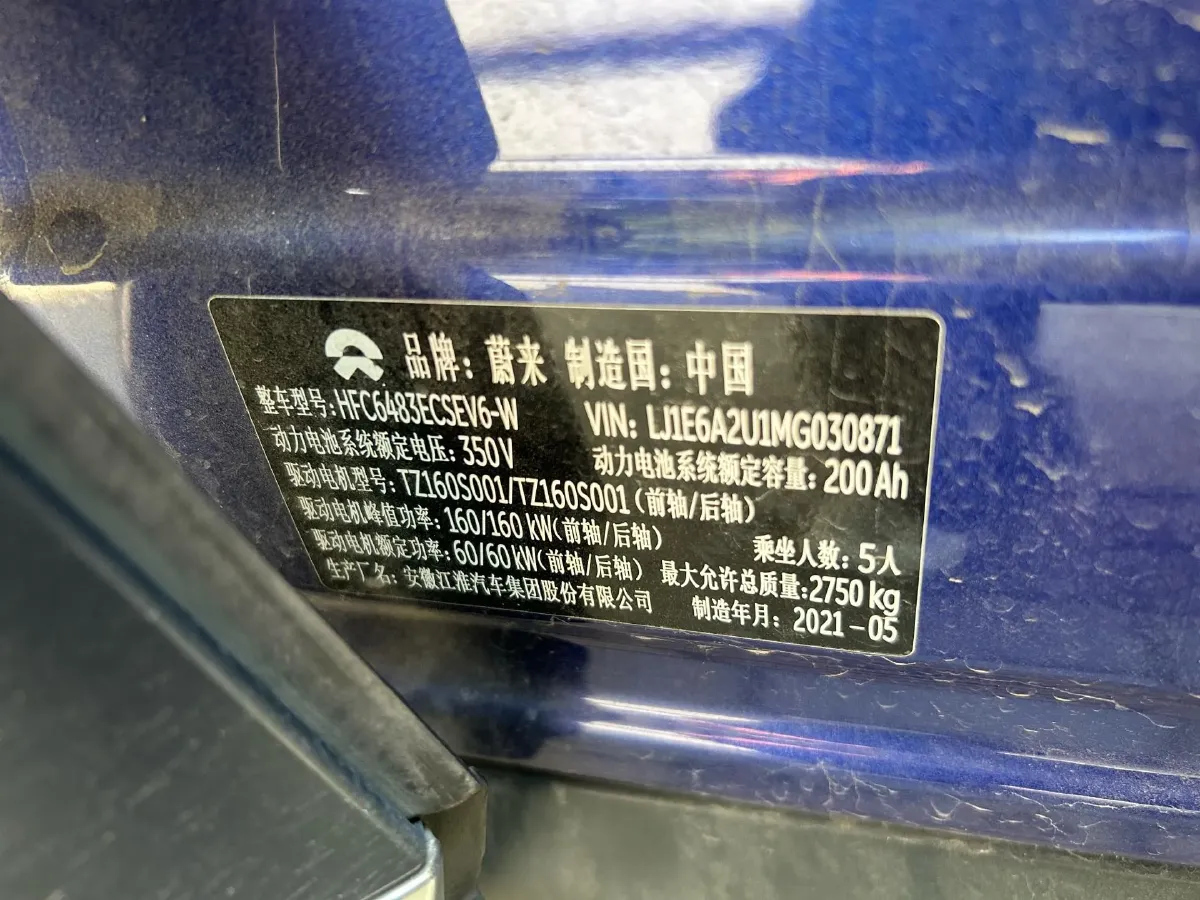 品牌：蔚来 制造国：中国
整车型号:HFC6483ECSEV6-W VIN: LJ1E6A2U1MG030871
动力电池系统额定电压: 350V 动力电池系统额定容量: 200Ah
驱动电机型号: TZ160S001/TZ160S001 (前轴/后轴)
驱动电机峰值功率: 160/160 kW(前轴/后轴) 乘坐人数: 5人
驱动电机额定功率: 60/60kW(前轴/后轴) 最大允许总质量:2750 kg
生产厂名: 安徽江淮汽车集团股份有限公司 制造年月: 2021-05